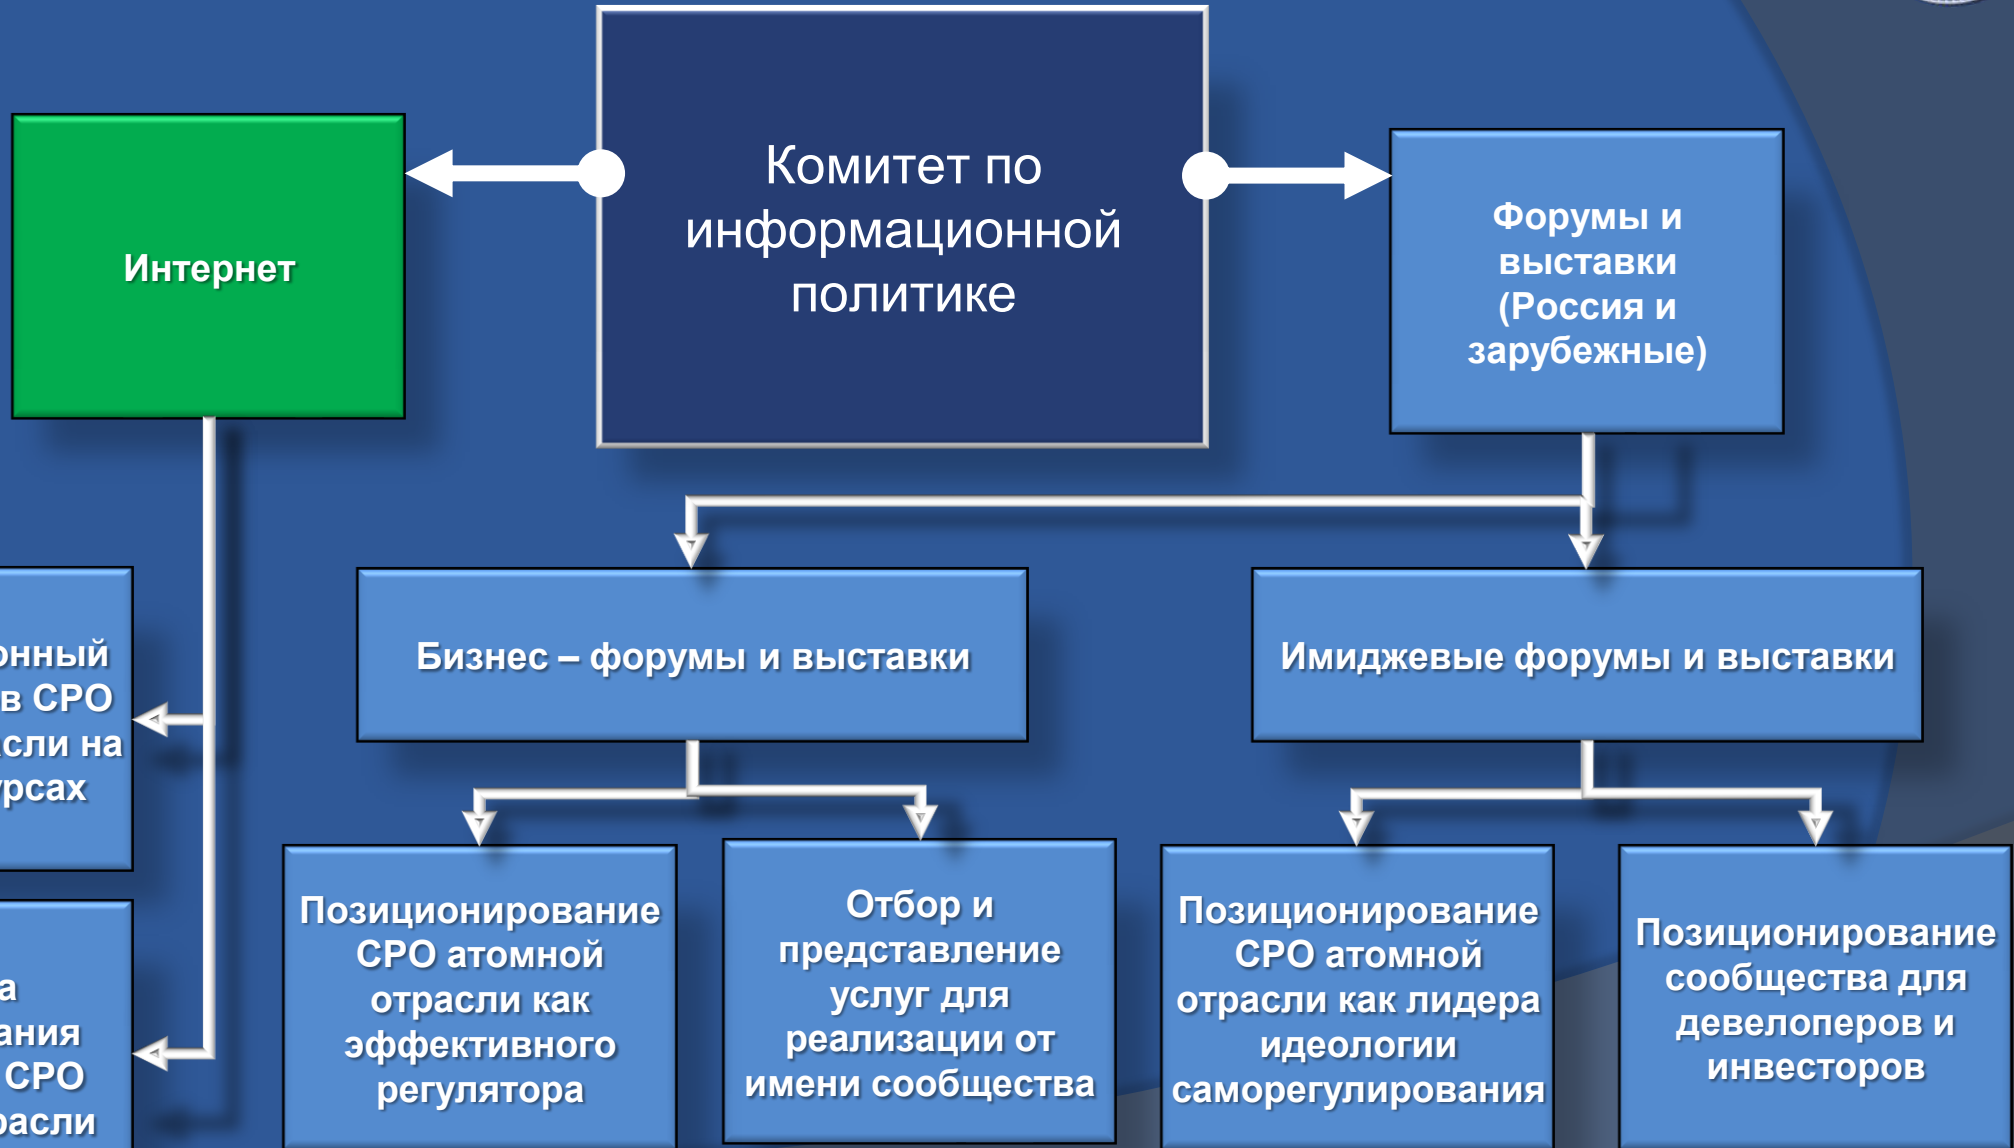 Комитет по
информационной
политике
Интернет
Форумы и
выставки
(Россия и
зарубежные)
Бизнес – форумы и выставки
Имиджевые форумы и выставки
в СРО
на
СРО
Позиционирование
СРО атомной
отрасли как
эффективного
регулятора
Отбор и
представление
услуг для
реализации от
имени сообщества
Позиционирование
СРО атомной
отрасли как лидера
идеологии
саморегулирования
Позиционирование
сообщества для
девелоперов и
инвесторов